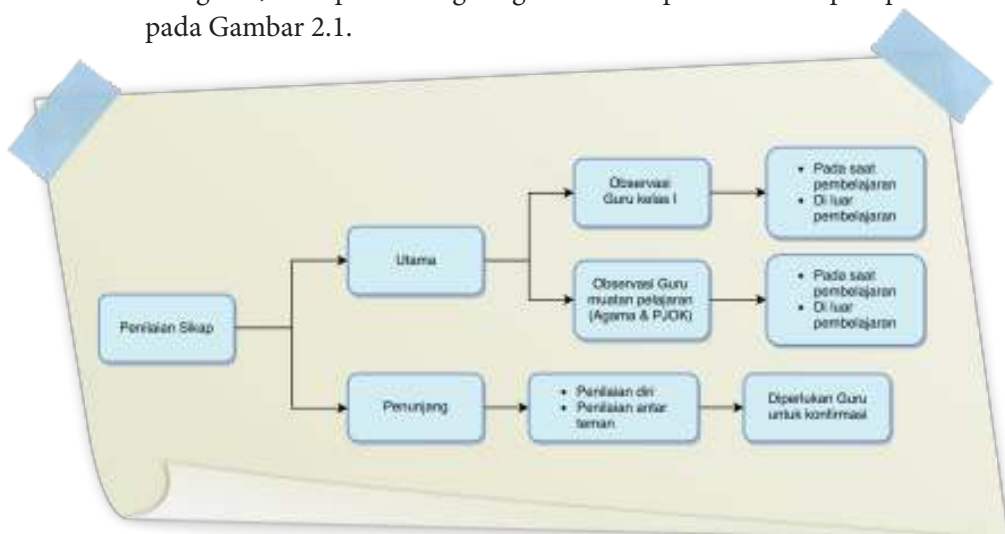 pada Gambar 2.1.
Observasi
Guru kelas I
• Pada saat
pembelajaran
• Di luar
pembelajaran
Utama
Observasi Guru
muatan pelajaran
(Agama & PJOK)
• Pada saat
pembelajaran
• Di luar
pembelajaran
Penilaian Sikap
Penunjang
• Penilaian diri
• Penilaian antar
teman
Diperlukan Guru
untuk konfirmasi